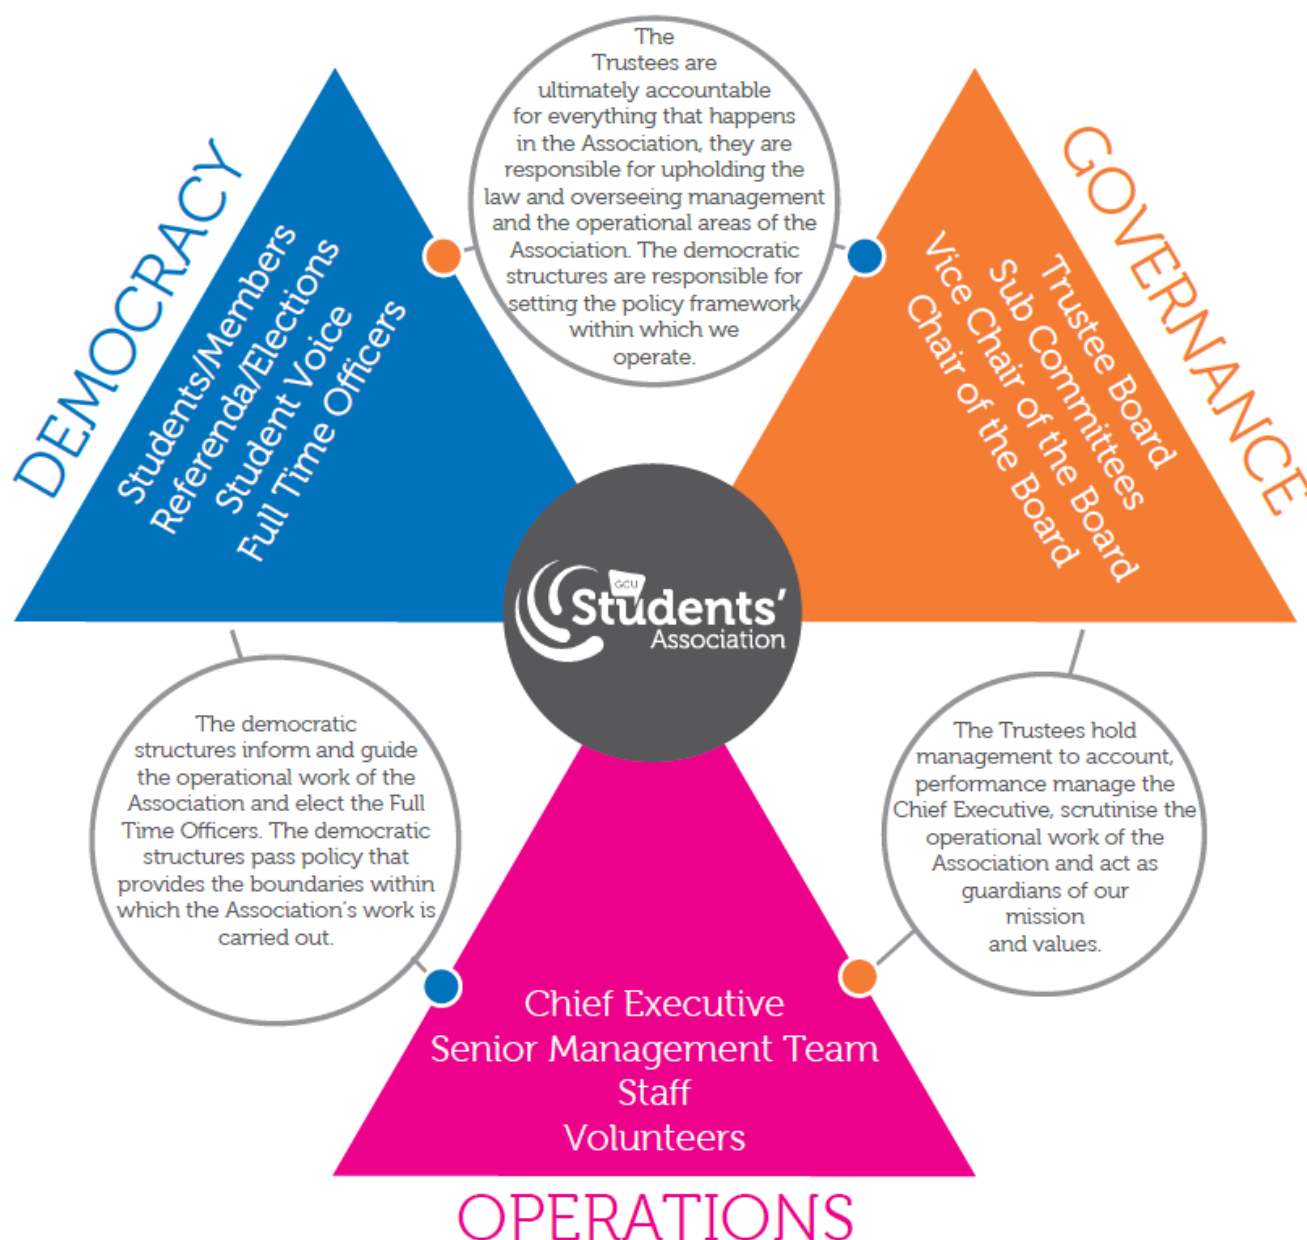 The
Trustees are
ultimately accountable
for everything that happens
in the Association, they are
responsible for upholding the
law and overseeing management
and the operational areas of the
Association. The democratic
structures are responsible for
setting the policy framework
within which we
operate.
DEMOCRACY
Students/Members
Referenda/Elections
Student Voice
Full Time Officers
GOVERNANCE
Trustee Board
Sub Committees
Vice Chair of the Board
Chair of the Board
GCU
Students'
Association
The democratic
structures inform and guide
the operational work of the
Association and elect the Full
Time Officers. The democratic
structures pass policy that
provides the boundaries within
which the Association's work is
carried out.
The Trustees hold
management to account,
performance manage the
Chief Executive, scrutinise the
operational work of the
Association and act as
guardians of our
mission
and values.
Chief Executive
Senior Management Team
Staff
Volunteers
OPERATIONS